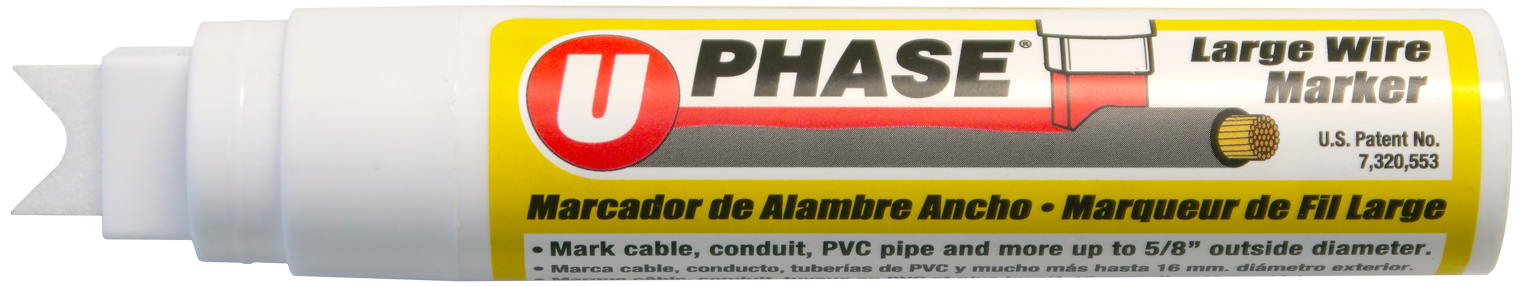 U PHASE®
Large Wire
Marker
U.S. Patent No.
7,320,553
Marcador de Alambre Ancho • Marqueur de Fil Large
• Mark cable, conduit, PVC pipe and more up to 5/8” outside diameter.
• Marca cable, conducto, tuberías de PVC y mucho más hasta 16 mm. diámetro exterior.